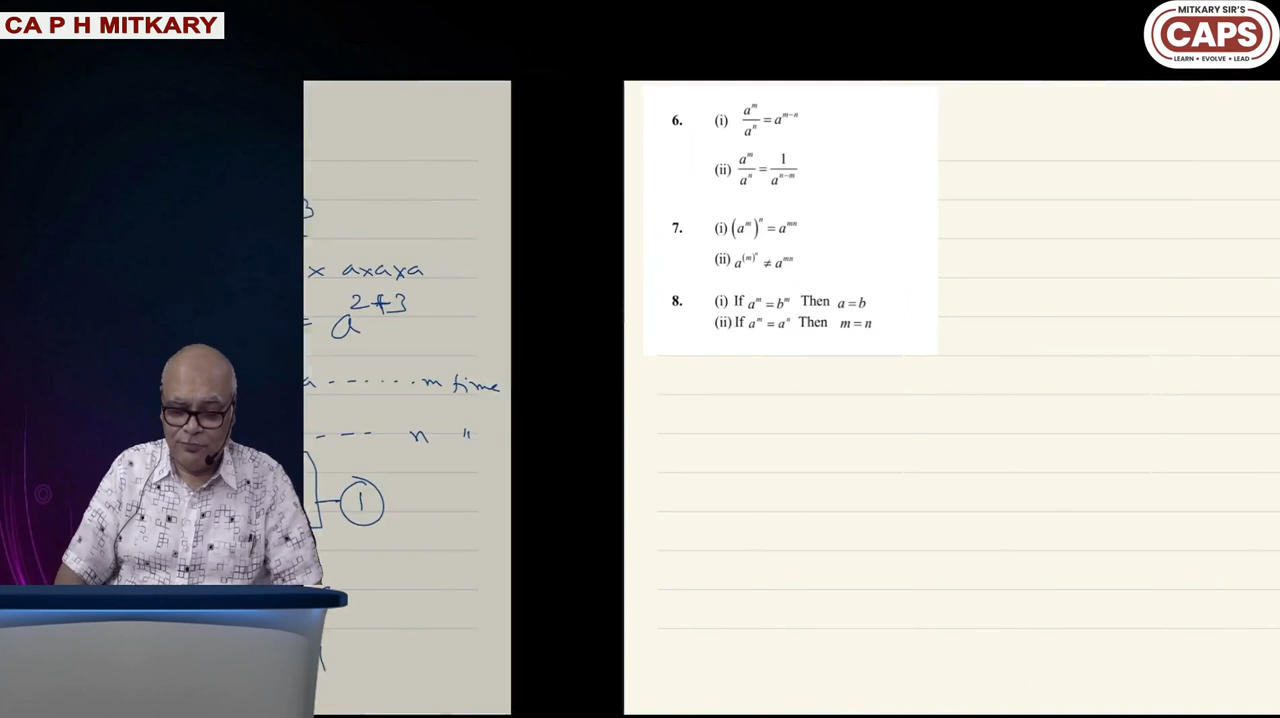 CA P H MITKARY
MITKARY SIR'S
CAPS
LEARN • EVOLVE • LEAD
× a×a×a
= a^{2+3}
a ------- m time
---- n "
1
6. (i) a^m/a^n = a^{m−n}
(ii) a^m/a^n = 1/a^{n−m}
7. (i) (a^m)^n = a^{mn}
(ii) a^{(m)^n} ≠ a^{mn}
8. (i) If a^m = b^m Then a = b
(ii) If a^m = a^n Then m = n